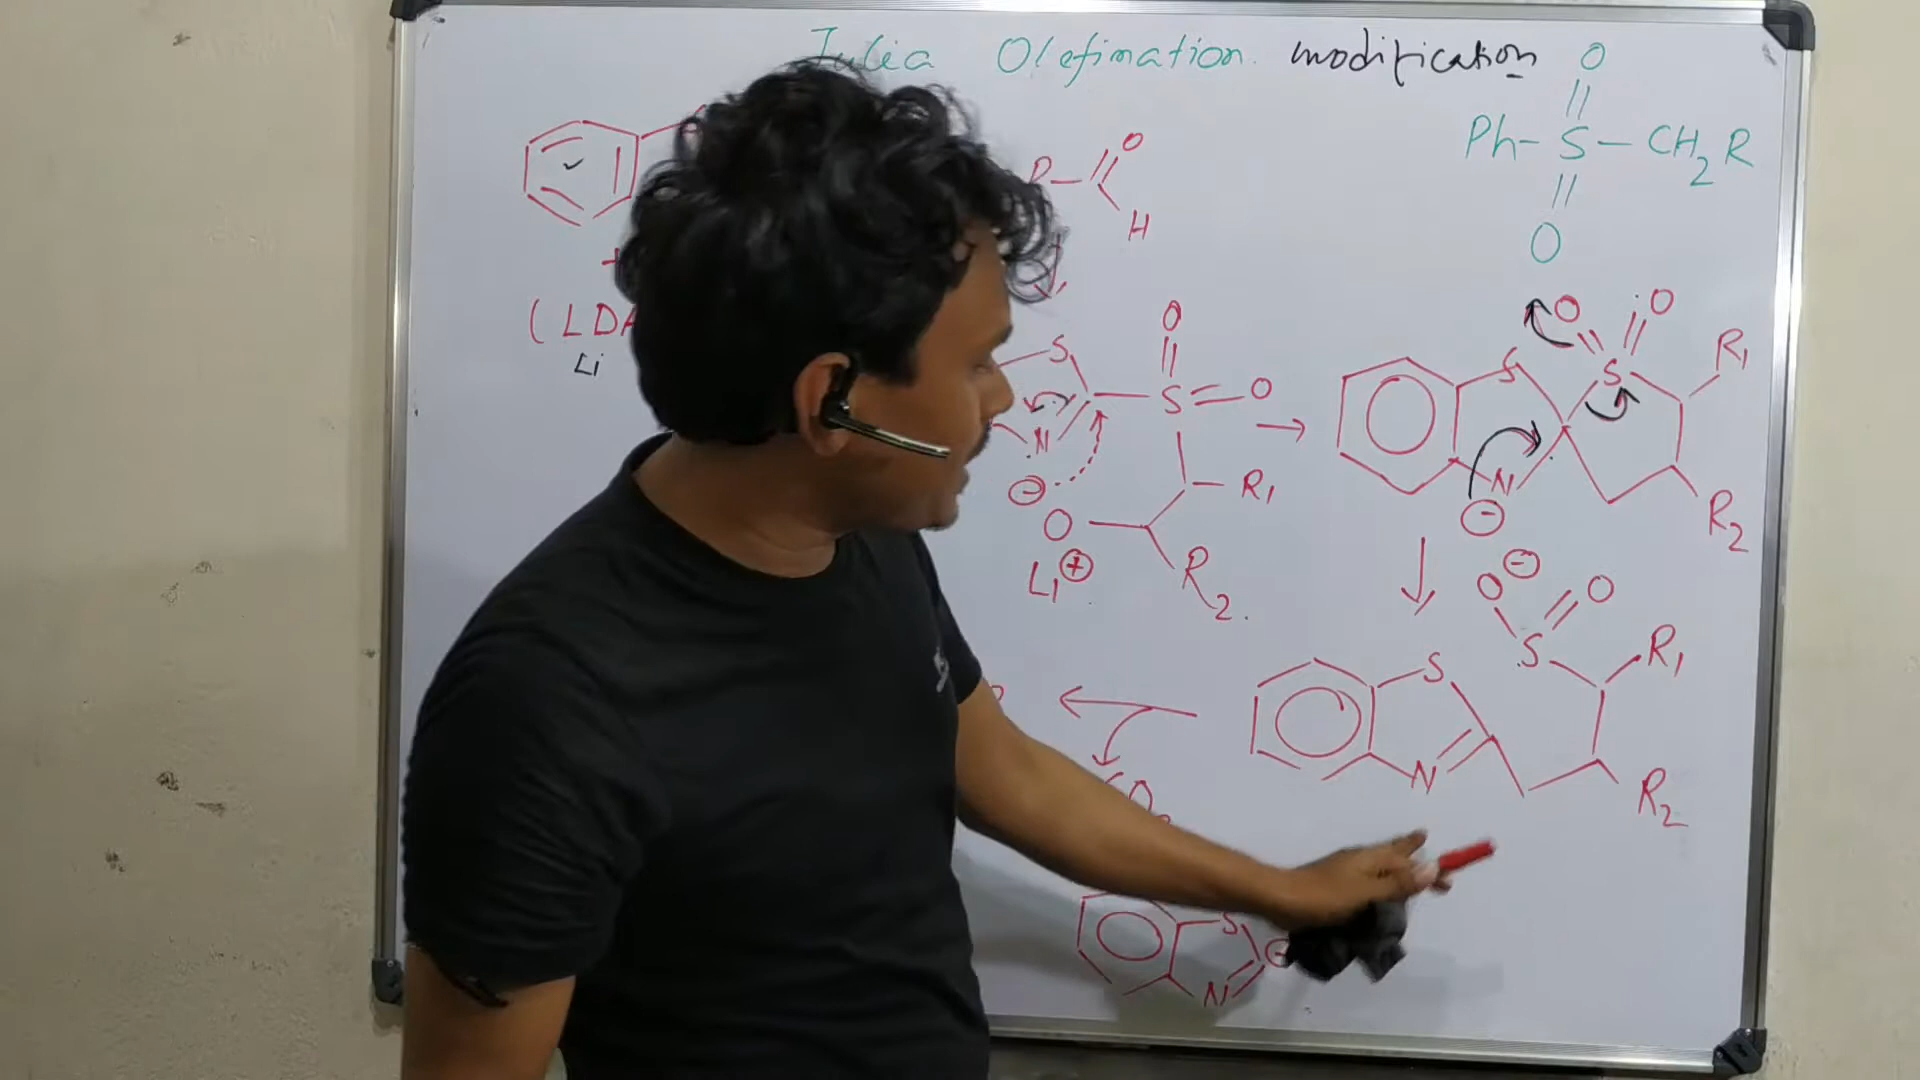 Julia Olefination modification
O
Ph-S-CH2R
O
R
O
H
+
(LDA
Li
O
S
S
O
N
⊖
R1
O
Li⊕
R2.
O
O
S
S
R1
N
⊖
R2
O⊖
O
S
S
R1
N
R2
S
N